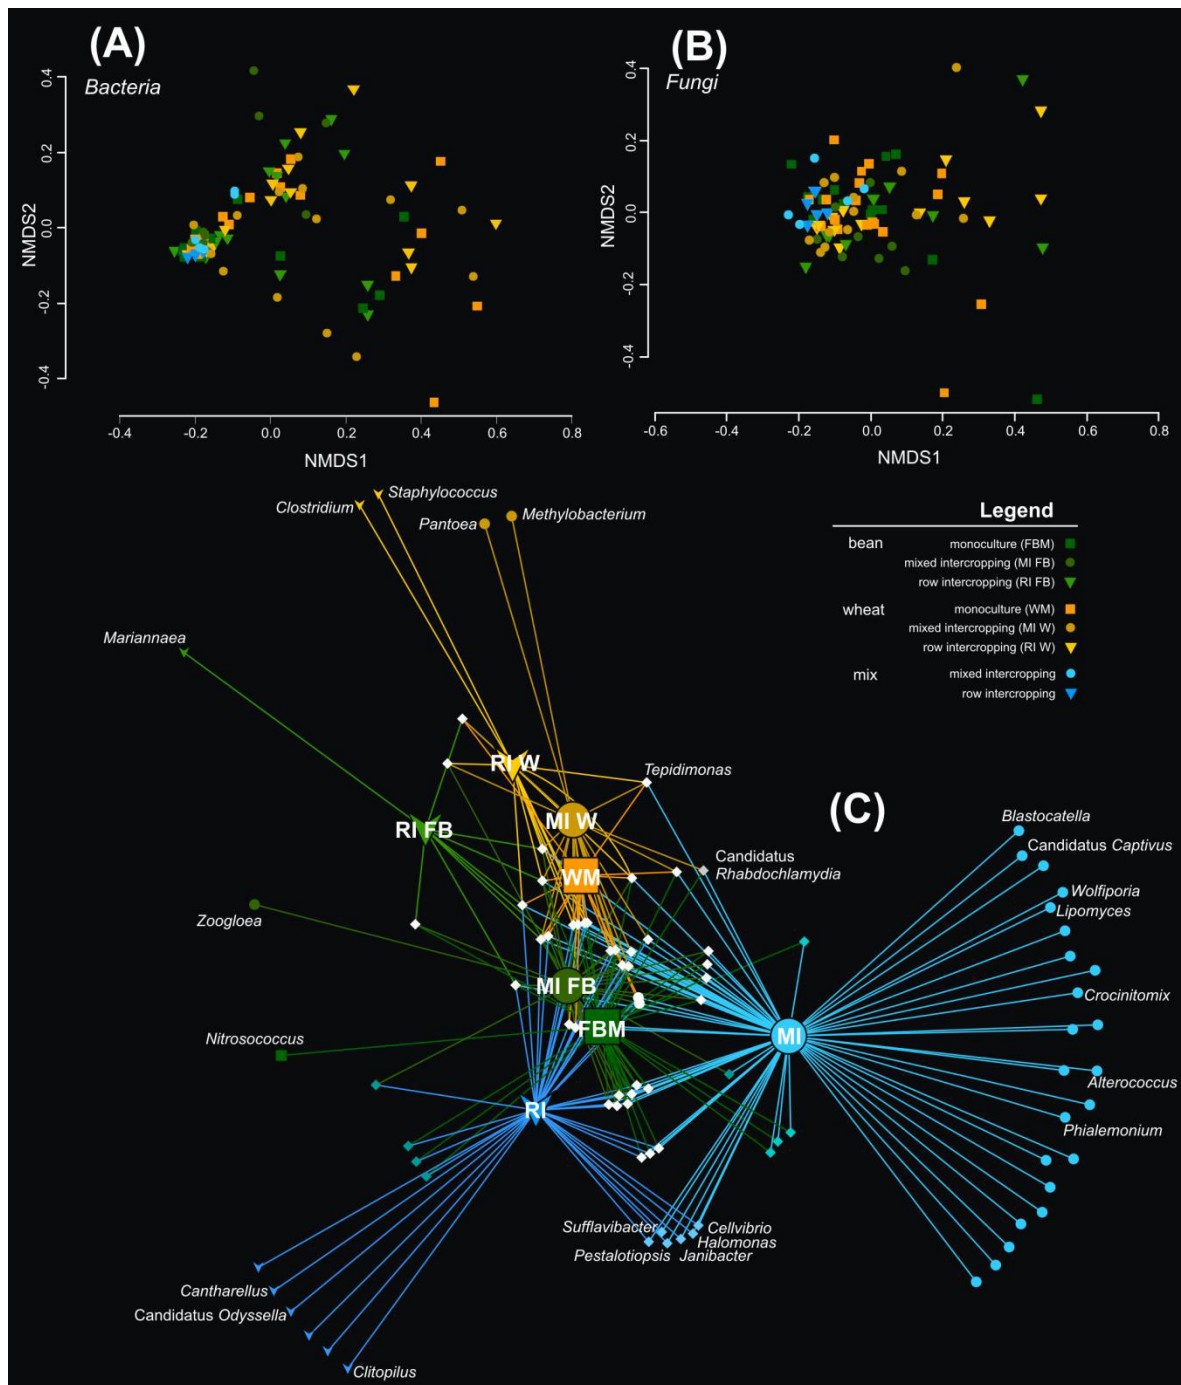 (A)
Bacteria
0.4
0.2
0.0
-0.2
-0.4
NMDS2
-0.4
-0.2
0.0
0.2
0.4
0.6
0.8
NMDS1
(B)
Fungi
0.4
0.2
0.0
-0.2
-0.4
NMDS2
-0.6
-0.4
-0.2
0.0
0.2
0.4
0.6
0.8
NMDS1
Legend
bean
monoculture (FBM)
mixed intercropping (MI FB)
row intercropping (RI FB)
wheat
monoculture (WM)
mixed intercropping (MI W)
row intercropping (RI W)
mix
mixed intercropping
row intercropping
(C)
Staphylococcus
Clostridium
Methylobacterium
Pantoea
Mariannaea
RI W
Tepidimonas
MI W
RI FB
WM
Candidatus
Rhabdochlamydia
Zoogloea
MI FB
FBM
Nitrosococcus
MI
RI
Blastocatella
Candidatus Captivus
Wolfiporia
Lipomyces
Crocinitomix
Alterococcus
Phialemonium
Sufflavibacter
Cellvibrio
Halomonas
Pestalotiopsis
Janibacter
Cantharellus
Candidatus Odyssella
Clitopilus